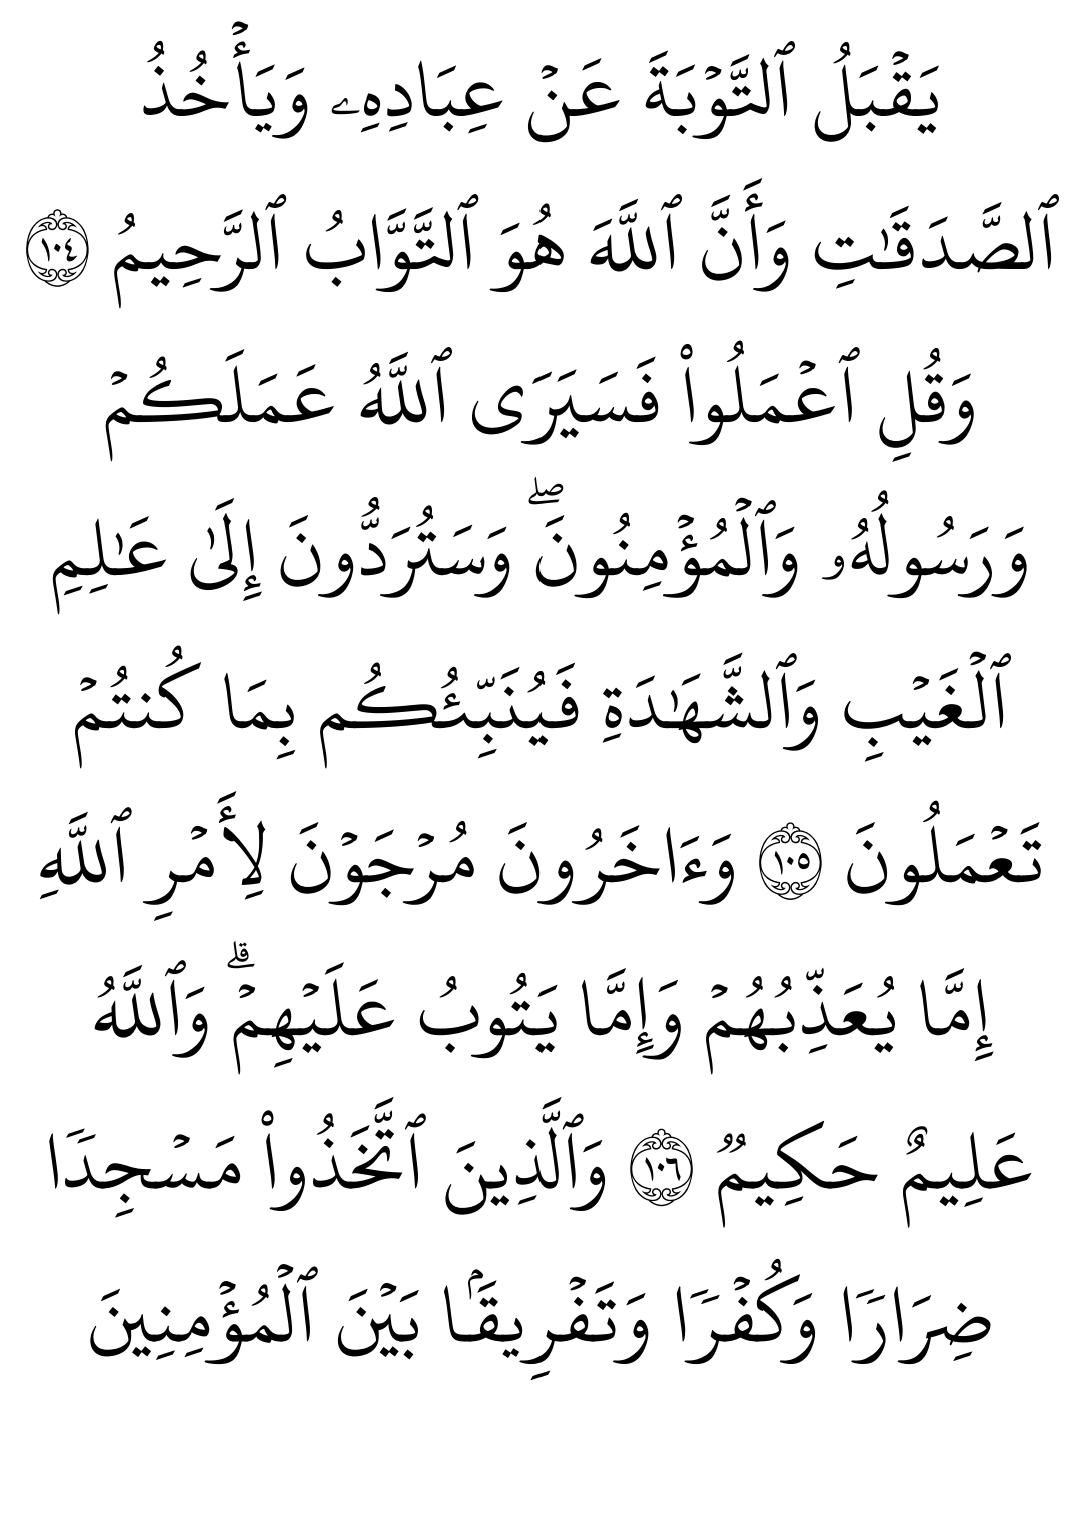 يَقۡبَلُ ٱلتَّوۡبَةَ عَنۡ عِبَادِهِۦ وَيَأۡخُذُ
ٱلصَّدَقَٰتِ وَأَنَّ ٱللَّهَ هُوَ ٱلتَّوَّابُ ٱلرَّحِيمُ ١٠٤
وَقُلِ ٱعۡمَلُواْ فَسَيَرَى ٱللَّهُ عَمَلَكُمۡ
وَرَسُولُهُۥ وَٱلۡمُؤۡمِنُونَۖ وَسَتُرَدُّونَ إِلَىٰ عَٰلِمِ
ٱلۡغَيۡبِ وَٱلشَّهَٰدَةِ فَيُنَبِّئُكُم بِمَا كُنتُمۡ
تَعۡمَلُونَ ١٠٥ وَءَاخَرُونَ مُرۡجَوۡنَ لِأَمۡرِ ٱللَّهِ
إِمَّا يُعَذِّبُهُمۡ وَإِمَّا يَتُوبُ عَلَيۡهِمۡۗ وَٱللَّهُ
عَلِيمٌ حَكِيمٞ ١٠٦ وَٱلَّذِينَ ٱتَّخَذُواْ مَسۡجِدٗا
ضِرَارٗا وَكُفۡرٗا وَتَفۡرِيقَۢا بَيۡنَ ٱلۡمُؤۡمِنِينَ